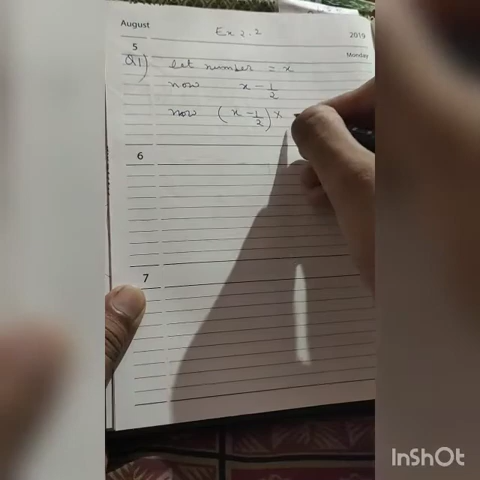 August
Ex 2.2
2019
5
Monday
Q1) let number = x
now x - 1/2
now (x - 1/2) x
6
7
InShOt